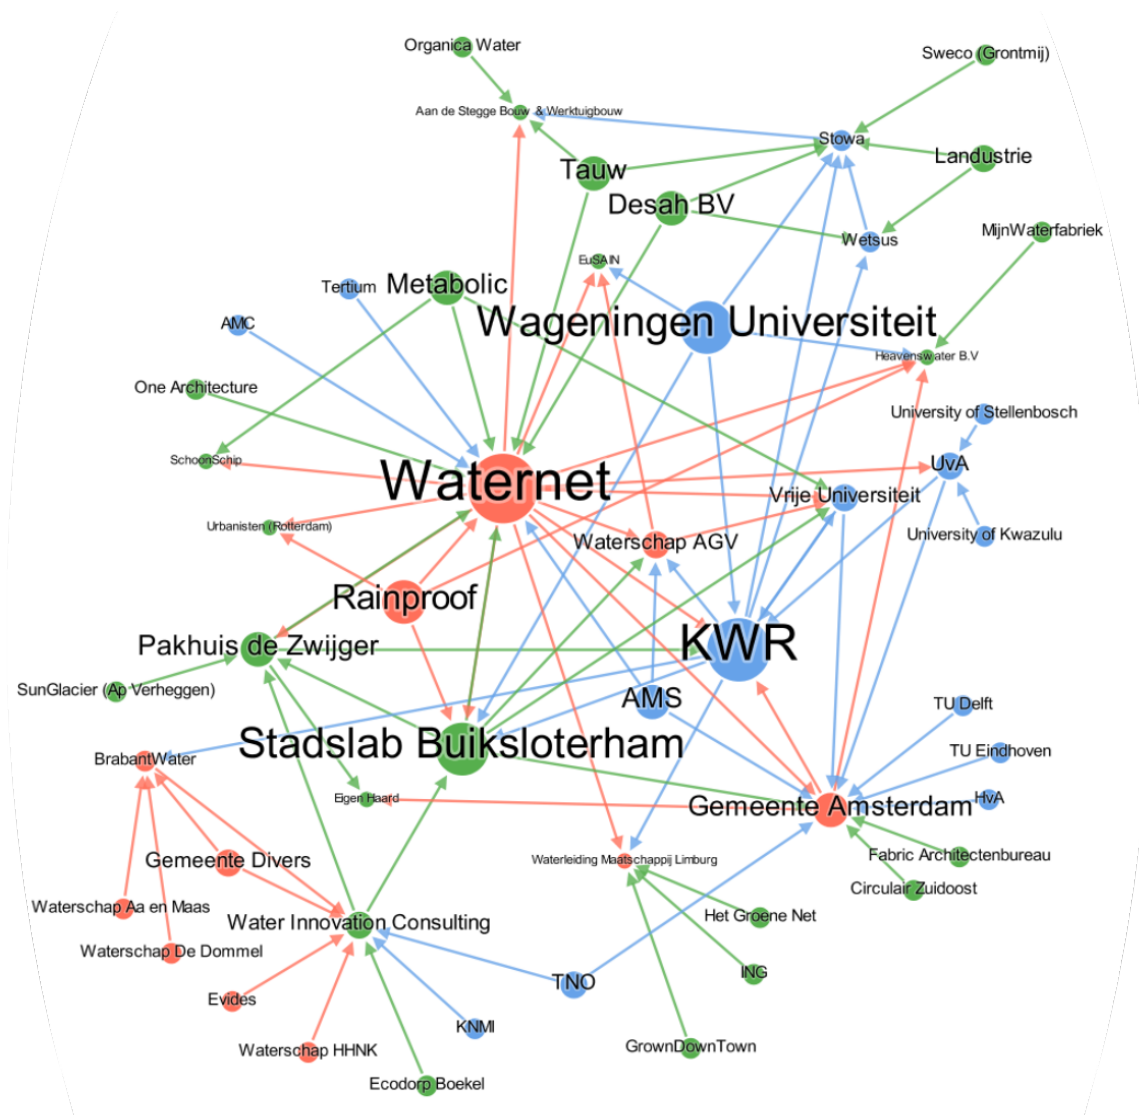 Organica Water
Sweco (Grontmij)
Aan de Stegge Bouw & Werktuigbouw
Stowa
Landustrie
Tauw
Desah BV
MijnWaterfabriek
Wetsus
EuSAIN
Metabolic
Tertium
Wageningen Universiteit
AMC
Heavenswater B.V
One Architecture
University of Stellenbosch
SchoonSchip
UvA
Waternet
Vrije Universiteit
Urbanisten (Rotterdam)
University of Kwazulu
Waterschap AGV
Rainproof
Pakhuis de Zwijger
KWR
SunGlacier (Ap Verheggen)
AMS
TU Delft
Stadslab Buiksloterham
TU Eindhoven
BrabantWater
Eigen Haard
HvA
Gemeente Amsterdam
Fabric Architectenbureau
Gemeente Divers
Waterleiding Maatschappij Limburg
Circulair Zuidoost
Waterschap Aa en Maas
Het Groene Net
Water Innovation Consulting
Waterschap De Dommel
ING
TNO
Evides
KNMI
GrownDownTown
Waterschap HHNK
Ecodorp Boekel